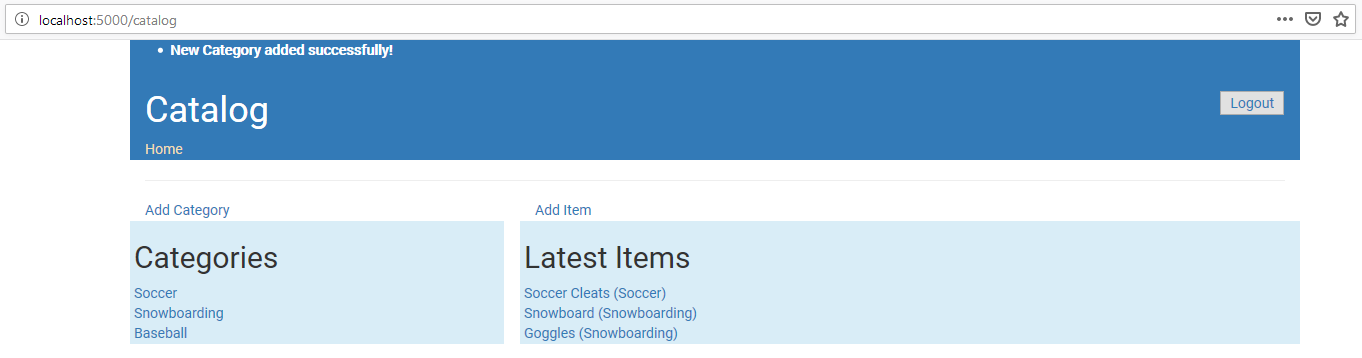 localhost:5000/catalog
New Category added successfully!
Catalog
Logout
Home
Add Category
Add Item
Categories
Soccer
Snowboarding
Baseball
Latest Items
Soccer Cleats (Soccer)
Snowboard (Snowboarding)
Goggles (Snowboarding)